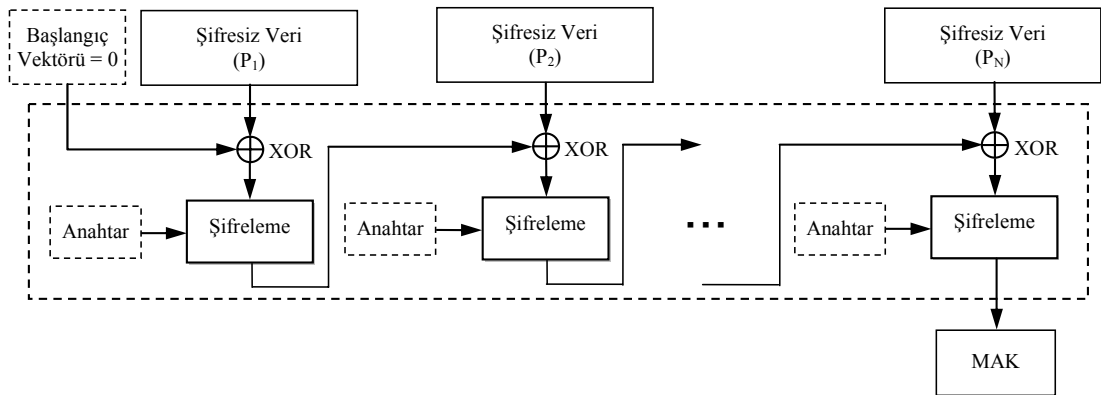 Başlangıç
Vektörü = 0
Şifresiz Veri
(P1)
Şifresiz Veri
(P2)
Şifresiz Veri
(PN)
XOR
XOR
XOR
Anahtar
Şifreleme
Anahtar
Şifreleme
...
Anahtar
Şifreleme
MAK